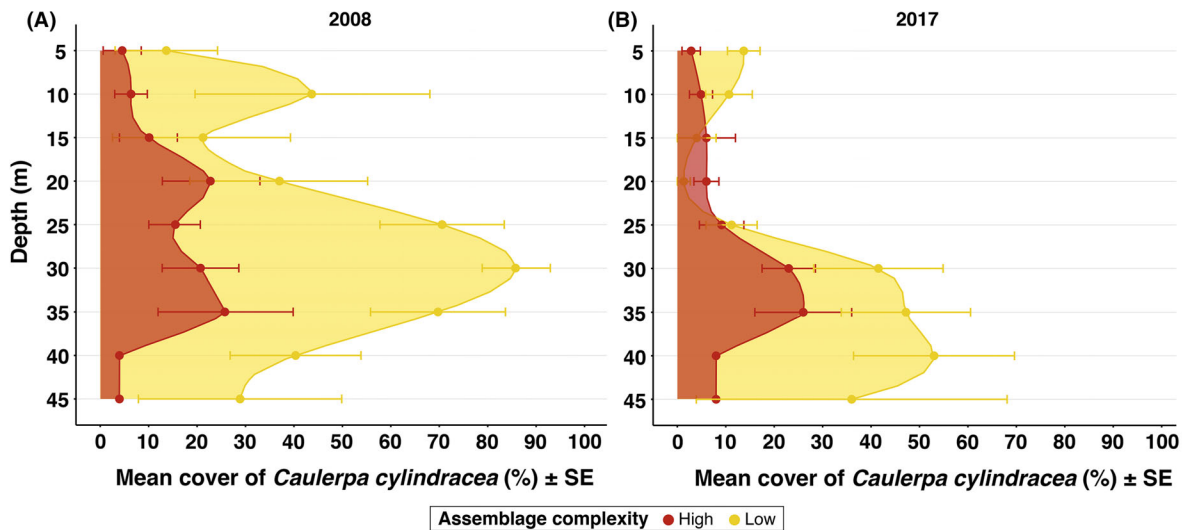 (A) 2008
(B) 2017
Depth (m)
5
10
15
20
25
30
35
40
45
0 10 20 30 40 50 60 70 80 90 100
Mean cover of Caulerpa cylindracea (%) ± SE
5
10
15
20
25
30
35
40
45
0 10 20 30 40 50 60 70 80 90 100
Mean cover of Caulerpa cylindracea (%) ± SE
Assemblage complexity High Low